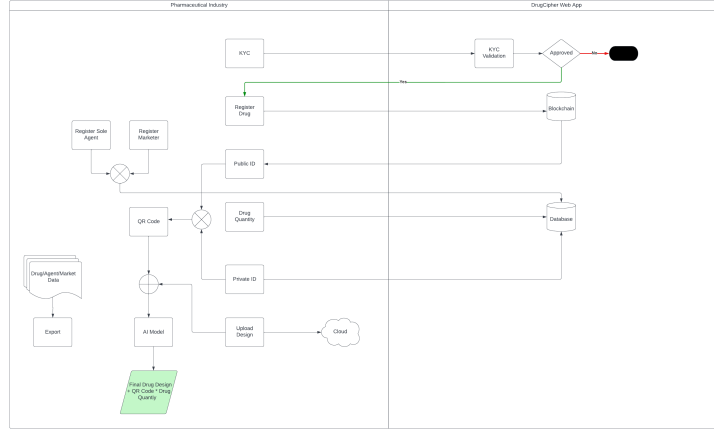 Pharmaceutical Industry
DrugCipher Web App
KYC
KYC
Validation
Approved
No
Yes
Register
Drug
Blockchain
Register Sole
Agent
Register
Marketer
Public ID
QR Code
Drug
Quantity
Database
Drug/Agent/Market
Data
Private ID
Export
AI Model
Upload
Design
Cloud
Final Drug Design
+ QR Code * Drug
Quantiy